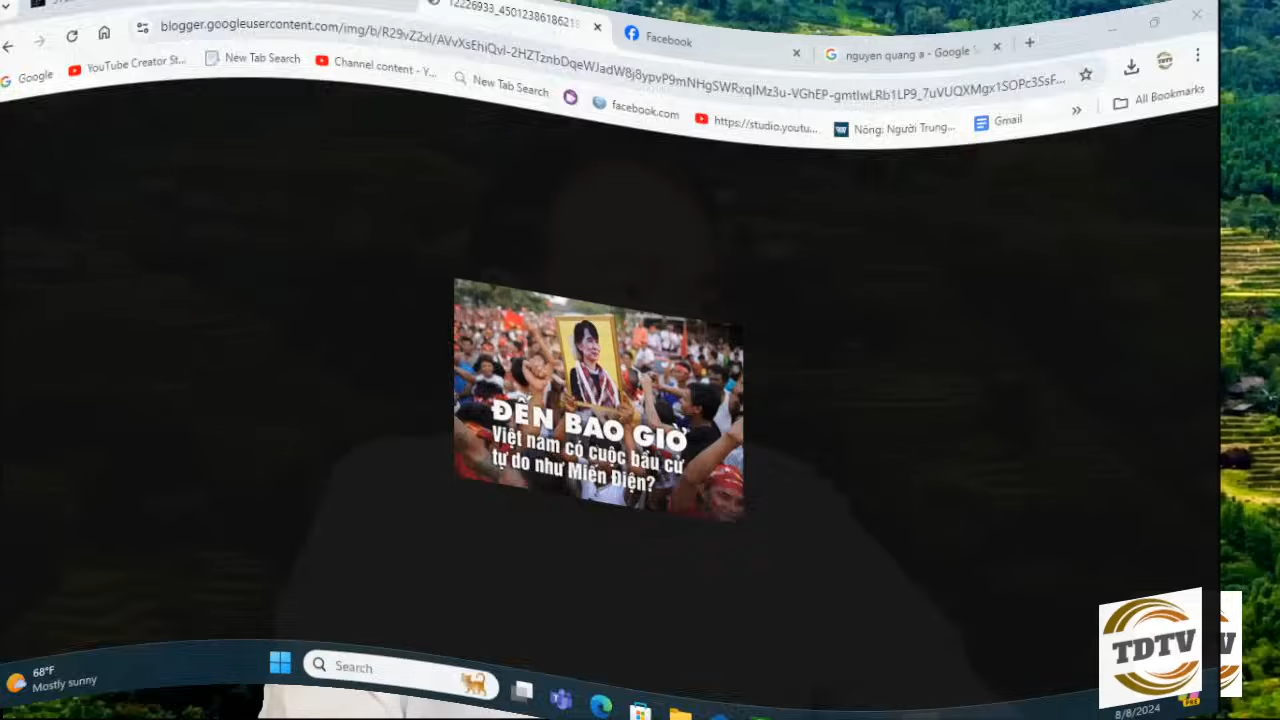 12226933_45012386186219
Facebook
nguyen quang a - Google S
blogger.googleusercontent.com/img/b/R29vZ2xl/AVvXsEhiQvl-2HZTznbDqeWJadW8j8ypvP9mNHgSWRxqlMz3u-VGhEP-gmtlwLRb1LP9_7uVUQXMgx1SOPc3SsF...
Google
YouTube Creator St...
New Tab Search
Channel content - Y...
New Tab Search
facebook.com
https://studio.youtu...
Nóng: Người Trung...
Gmail
All Bookmarks
ĐẾN BAO GIỜ
Việt nam có cuộc bầu cử
tự do như Miến Điện?
TDTV
68°F
Mostly sunny
Search
8/8/2024
PRE